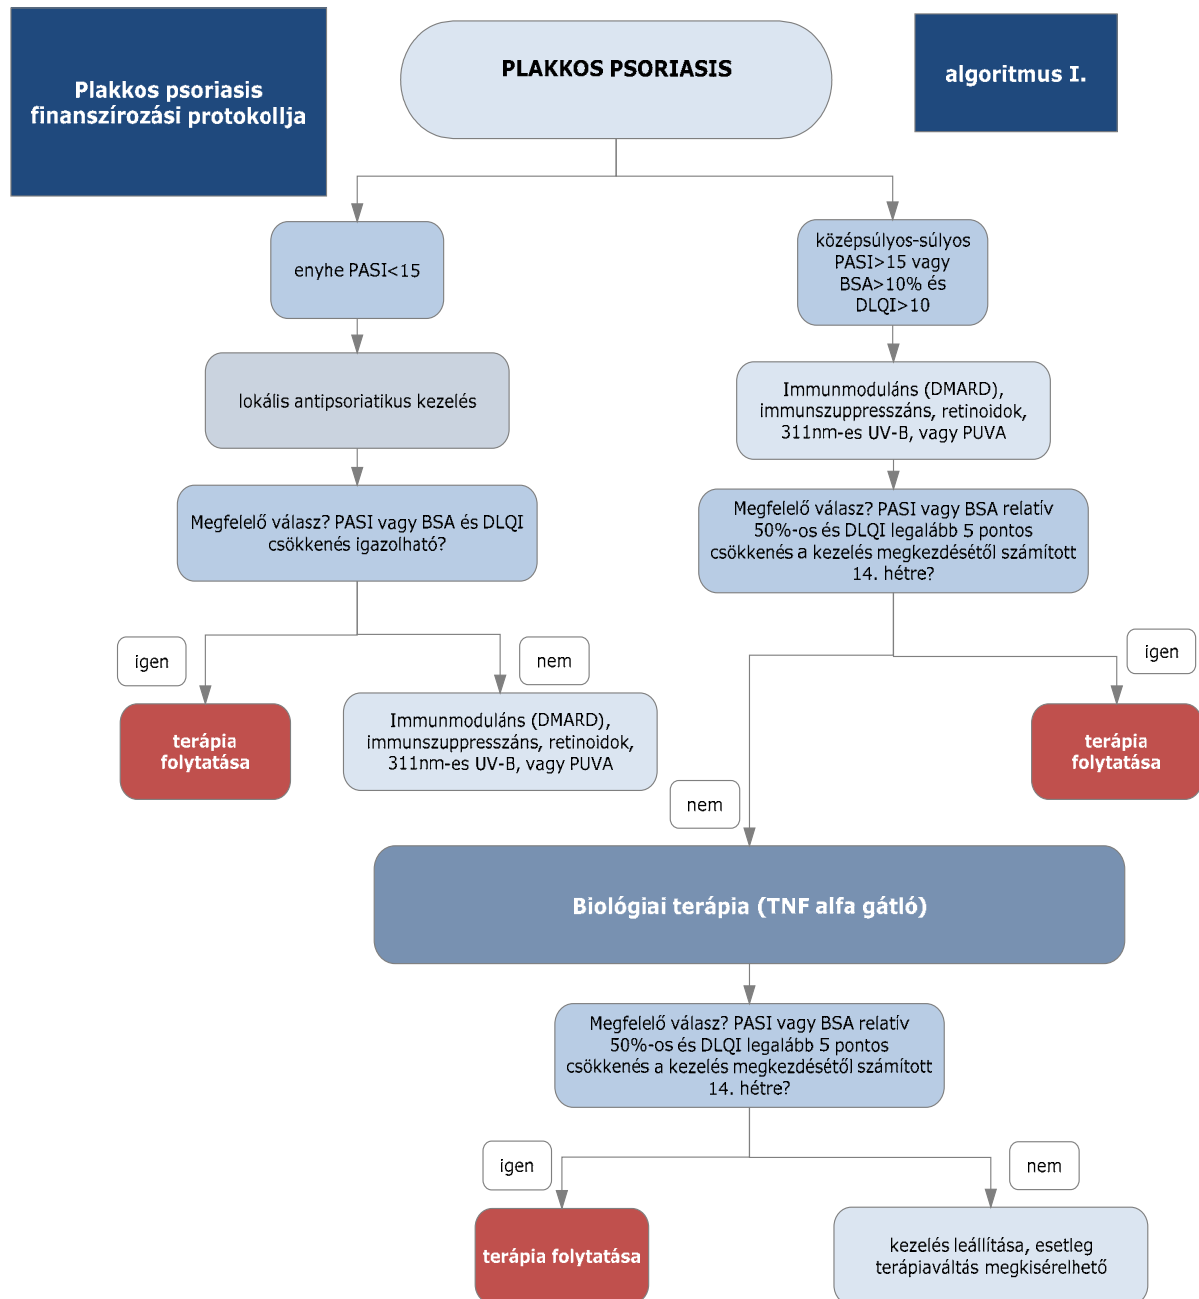 Plakkos psoriasis
finanszírozási protokollja
PLAKKOS PSORIASIS
algoritmus I.
enyhe PASI<15
középsúlyos-súlyos
PASI>15 vagy
BSA>10% és
DLQI>10
lokális antipsoriatikus kezelés
Immunmoduláns (DMARD),
immunszuppresszáns, retinoidok,
311nm-es UV-B, vagy PUVA
Megfelelő válasz? PASI vagy BSA és DLQI
csökkenés igazolható?
Megfelelő válasz? PASI vagy BSA relatív
50%-os és DLQI legalább 5 pontos
csökkenés a kezelés megkezdésétől számított
14. hétre?
igen
nem
igen
terápia
folytatása
Immunmoduláns (DMARD),
immunszuppresszáns, retinoidok,
311nm-es UV-B, vagy PUVA
terápia
folytatása
nem
Biológiai terápia (TNF alfa gátló)
Megfelelő válasz? PASI vagy BSA relatív
50%-os és DLQI legalább 5 pontos
csökkenés a kezelés megkezdésétől számított
14. hétre?
igen
nem
terápia folytatása
kezelés leállítása, esetleg
terápiaváltás megkisérelhető